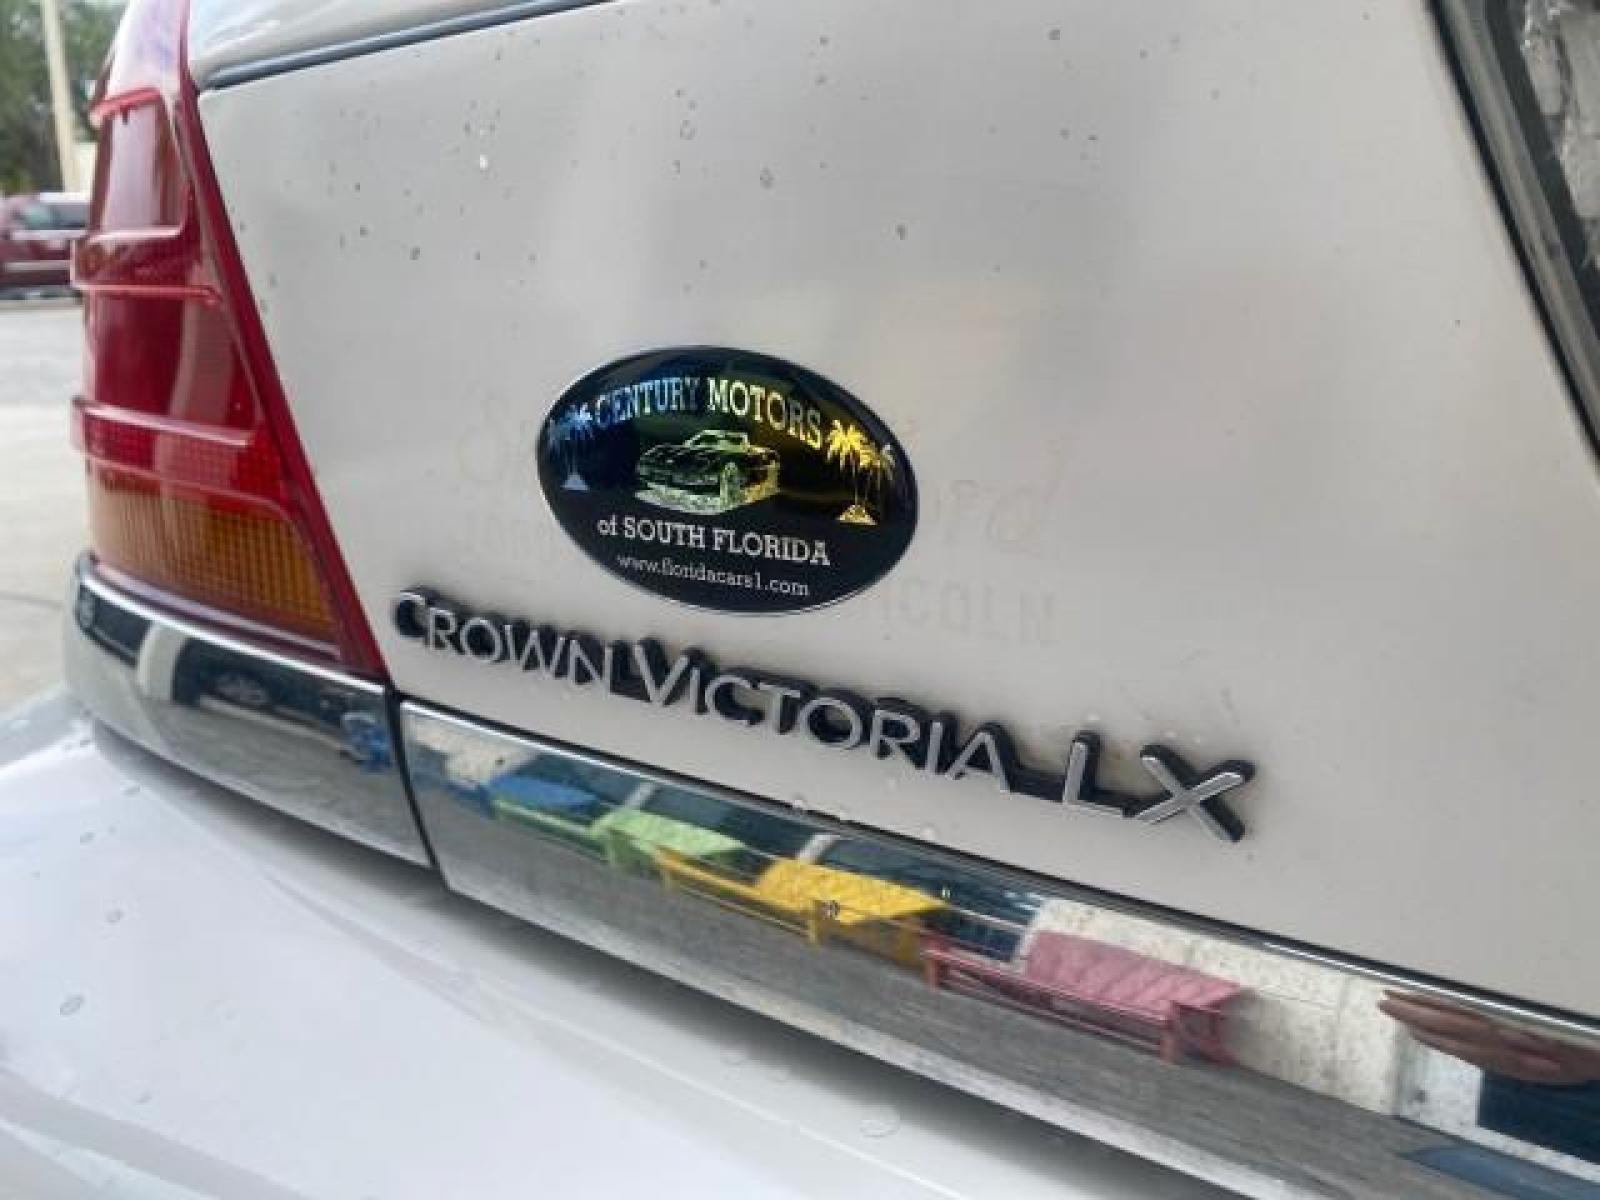 CENTURY MOTORS
of SOUTH FLORIDA
www.floridacars1.com
CROWN VICTORIA LX